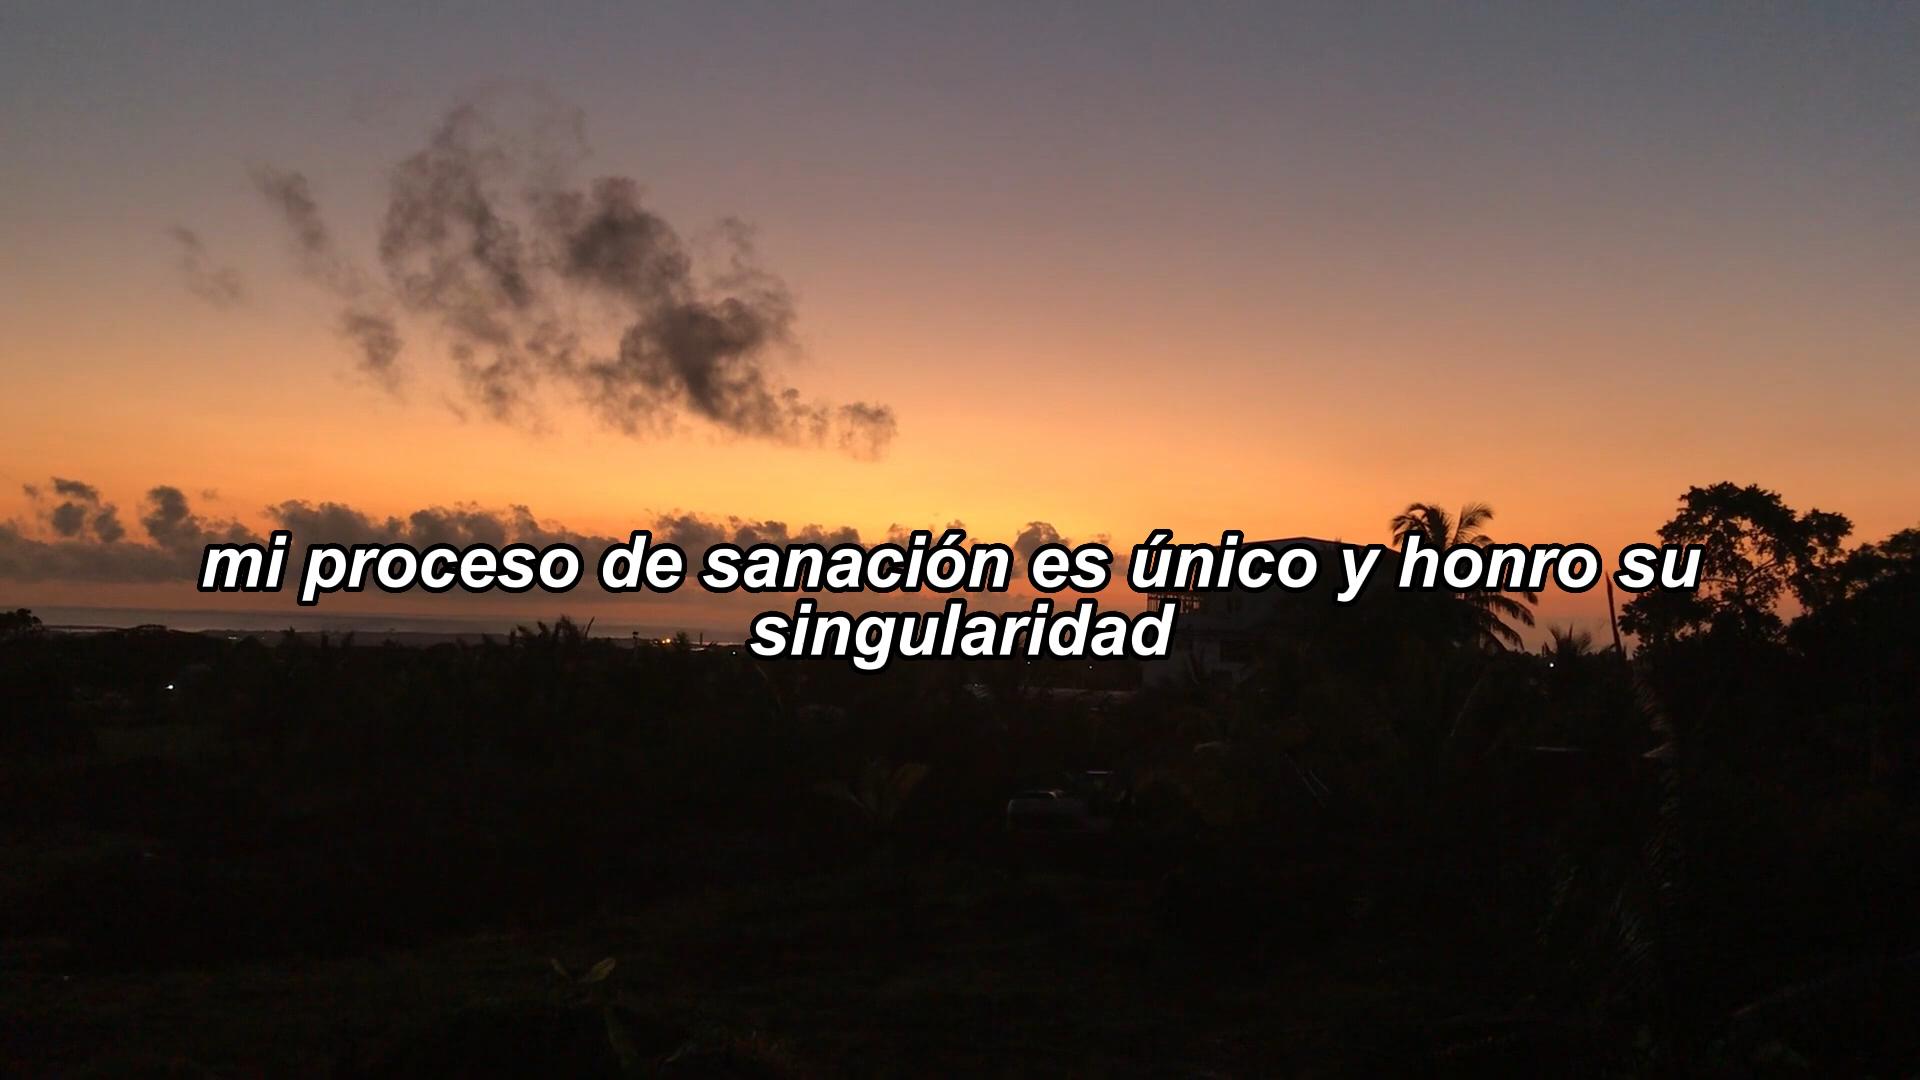 mi proceso de sanación es único y honro su
singularidad